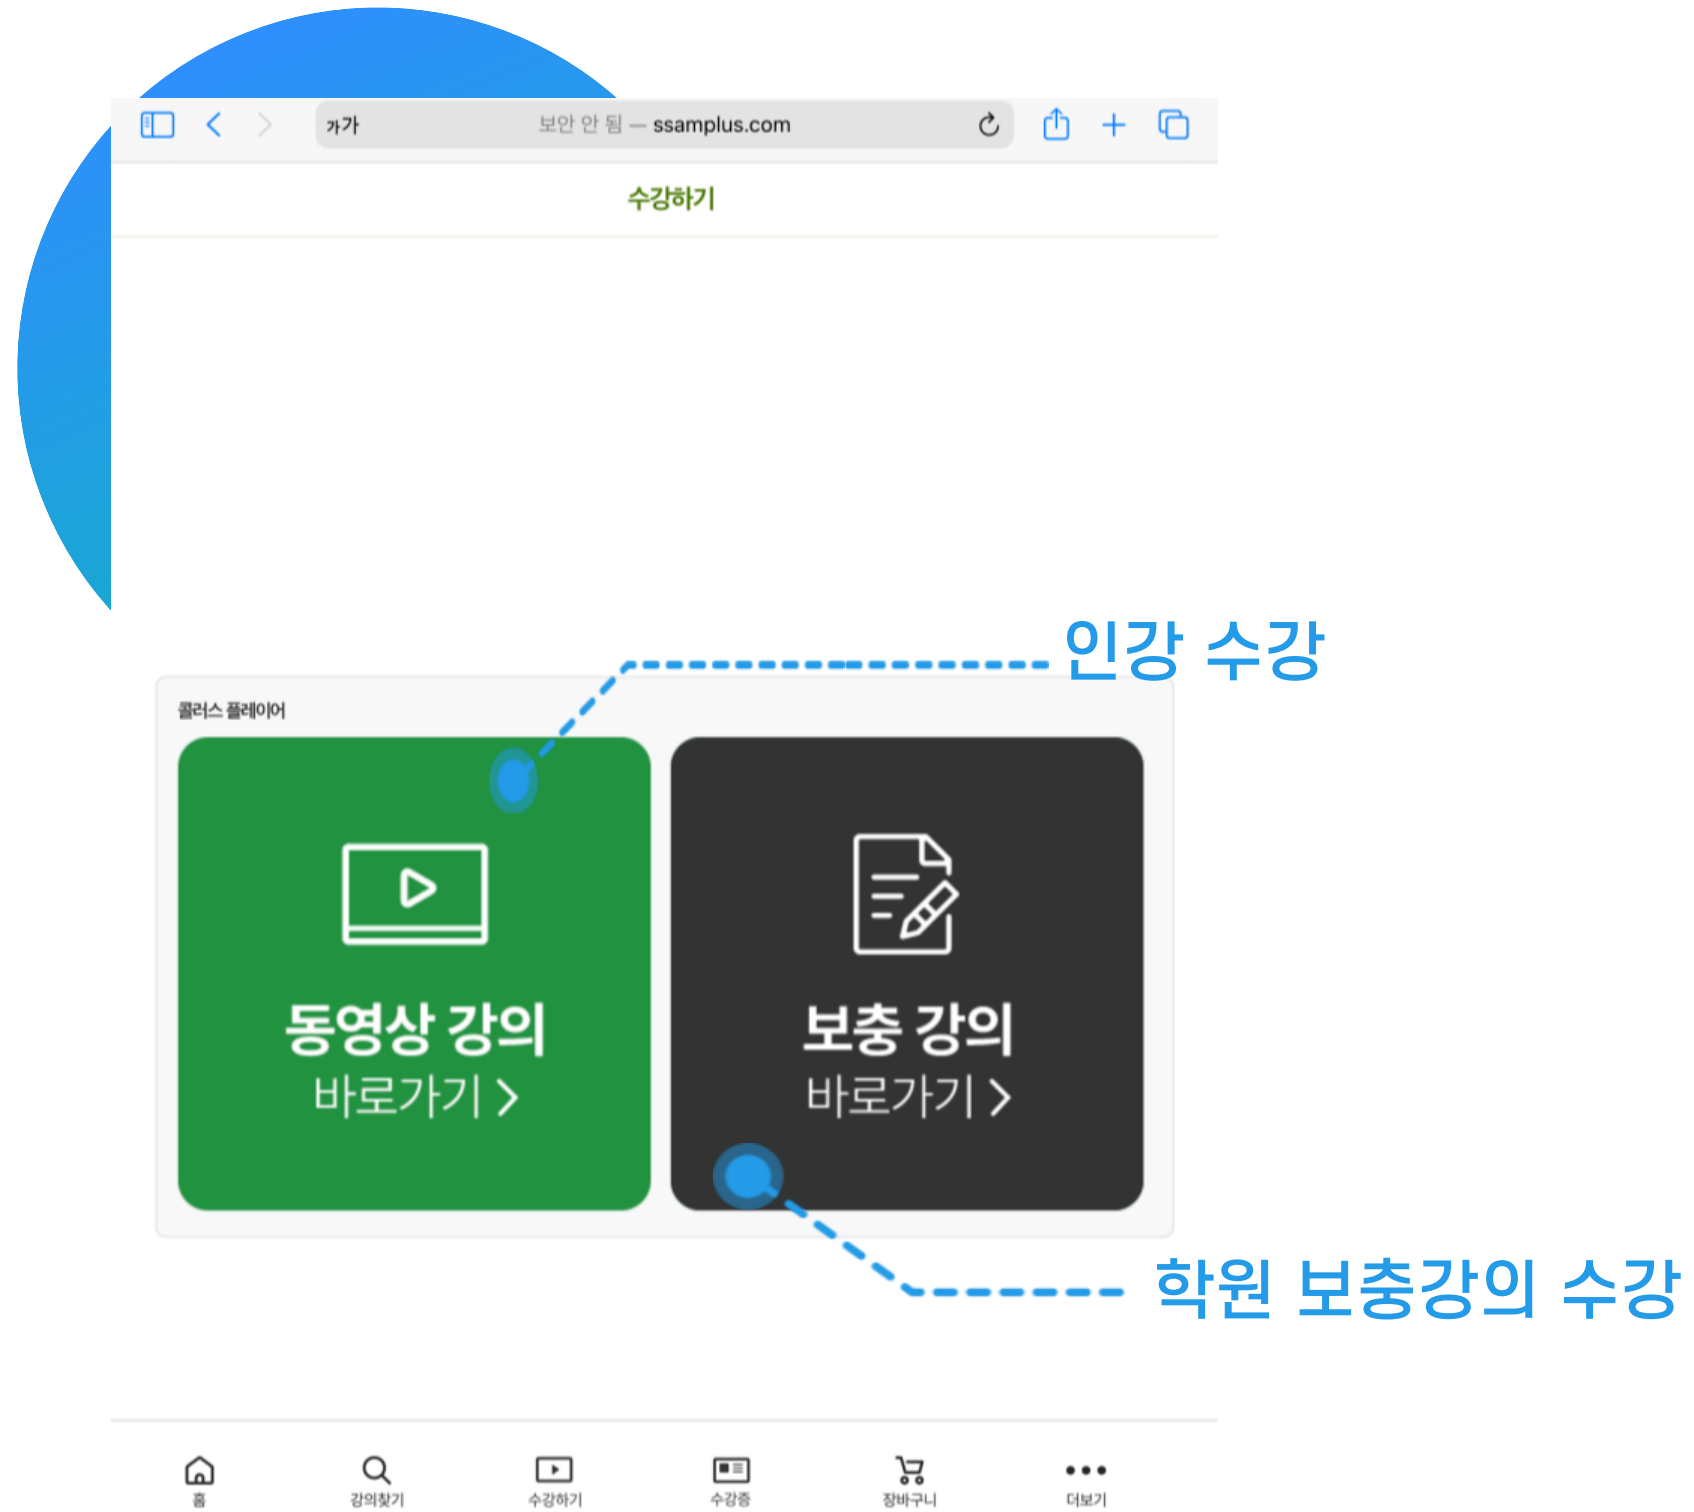 가가 보안 안 됨 — ssamplus.com
수강하기
인강 수강
콜러스 플레이어
동영상 강의
바로가기 >
보충 강의
바로가기 >
학원 보충강의 수강
홈 강의찾기 수강하기 수강증 장바구니 더보기